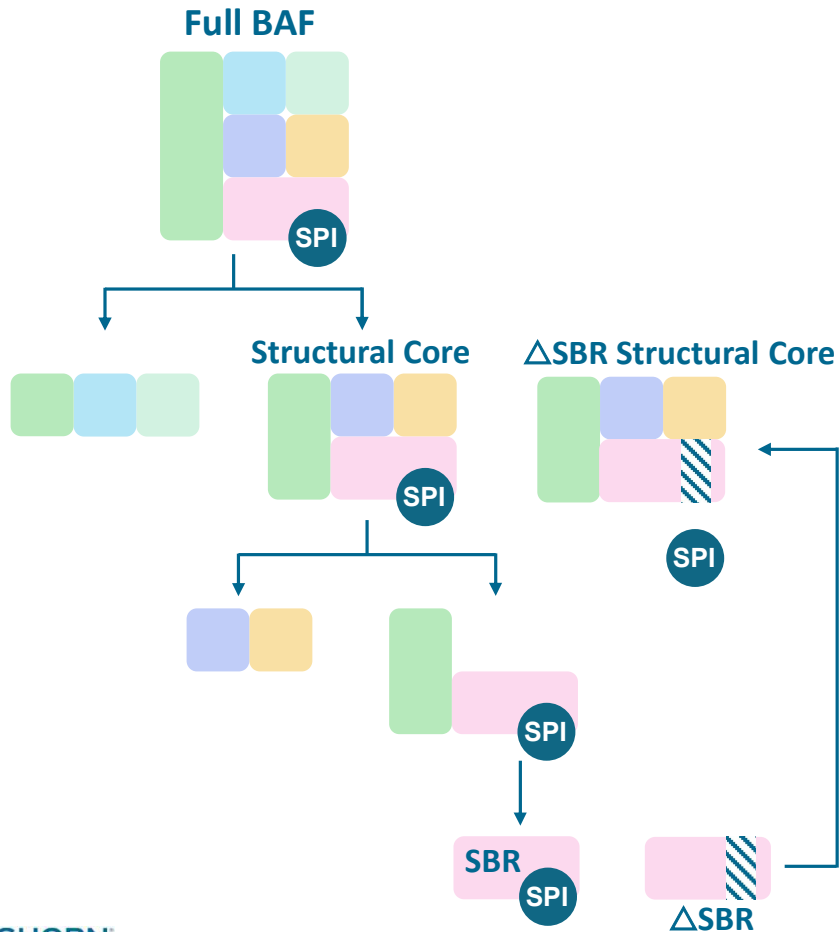 Full BAF
SPI
Structural Core
△SBR Structural Core
SPI
SPI
SPI
SBR
SPI
△SBR